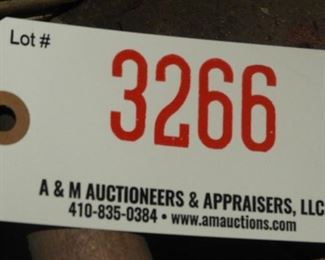 Lot #
3266
A & M AUCTIONEERS & APPRAISERS, LLC
410-835-0384 • www.amauctions.com